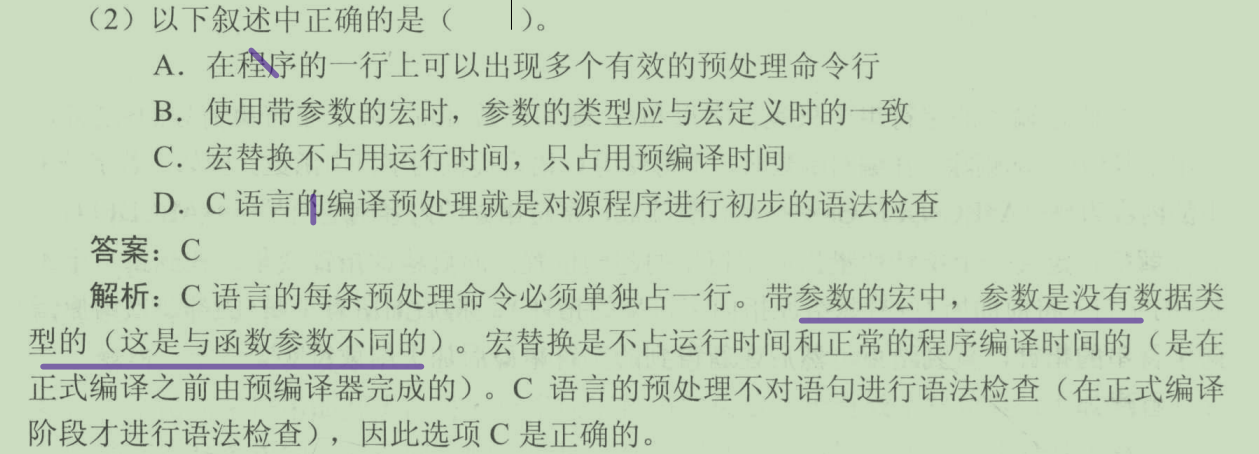 （2）以下叙述中正确的是（　　）。
A．在程序的一行上可以出现多个有效的预处理命令行
B．使用带参数的宏时，参数的类型应与宏定义时的一致
C．宏替换不占用运行时间，只占用预编译时间
D．C 语言的编译预处理就是对源程序进行初步的语法检查
答案：C
解析：C 语言的每条预处理命令必须单独占一行。带参数的宏中，参数是没有数据类
型的（这是与函数参数不同的）。宏替换是不占运行时间和正常的程序编译时间的（是在
正式编译之前由预编译器完成的）。C 语言的预处理不对语句进行语法检查（在正式编译
阶段才进行语法检查），因此选项 C 是正确的。